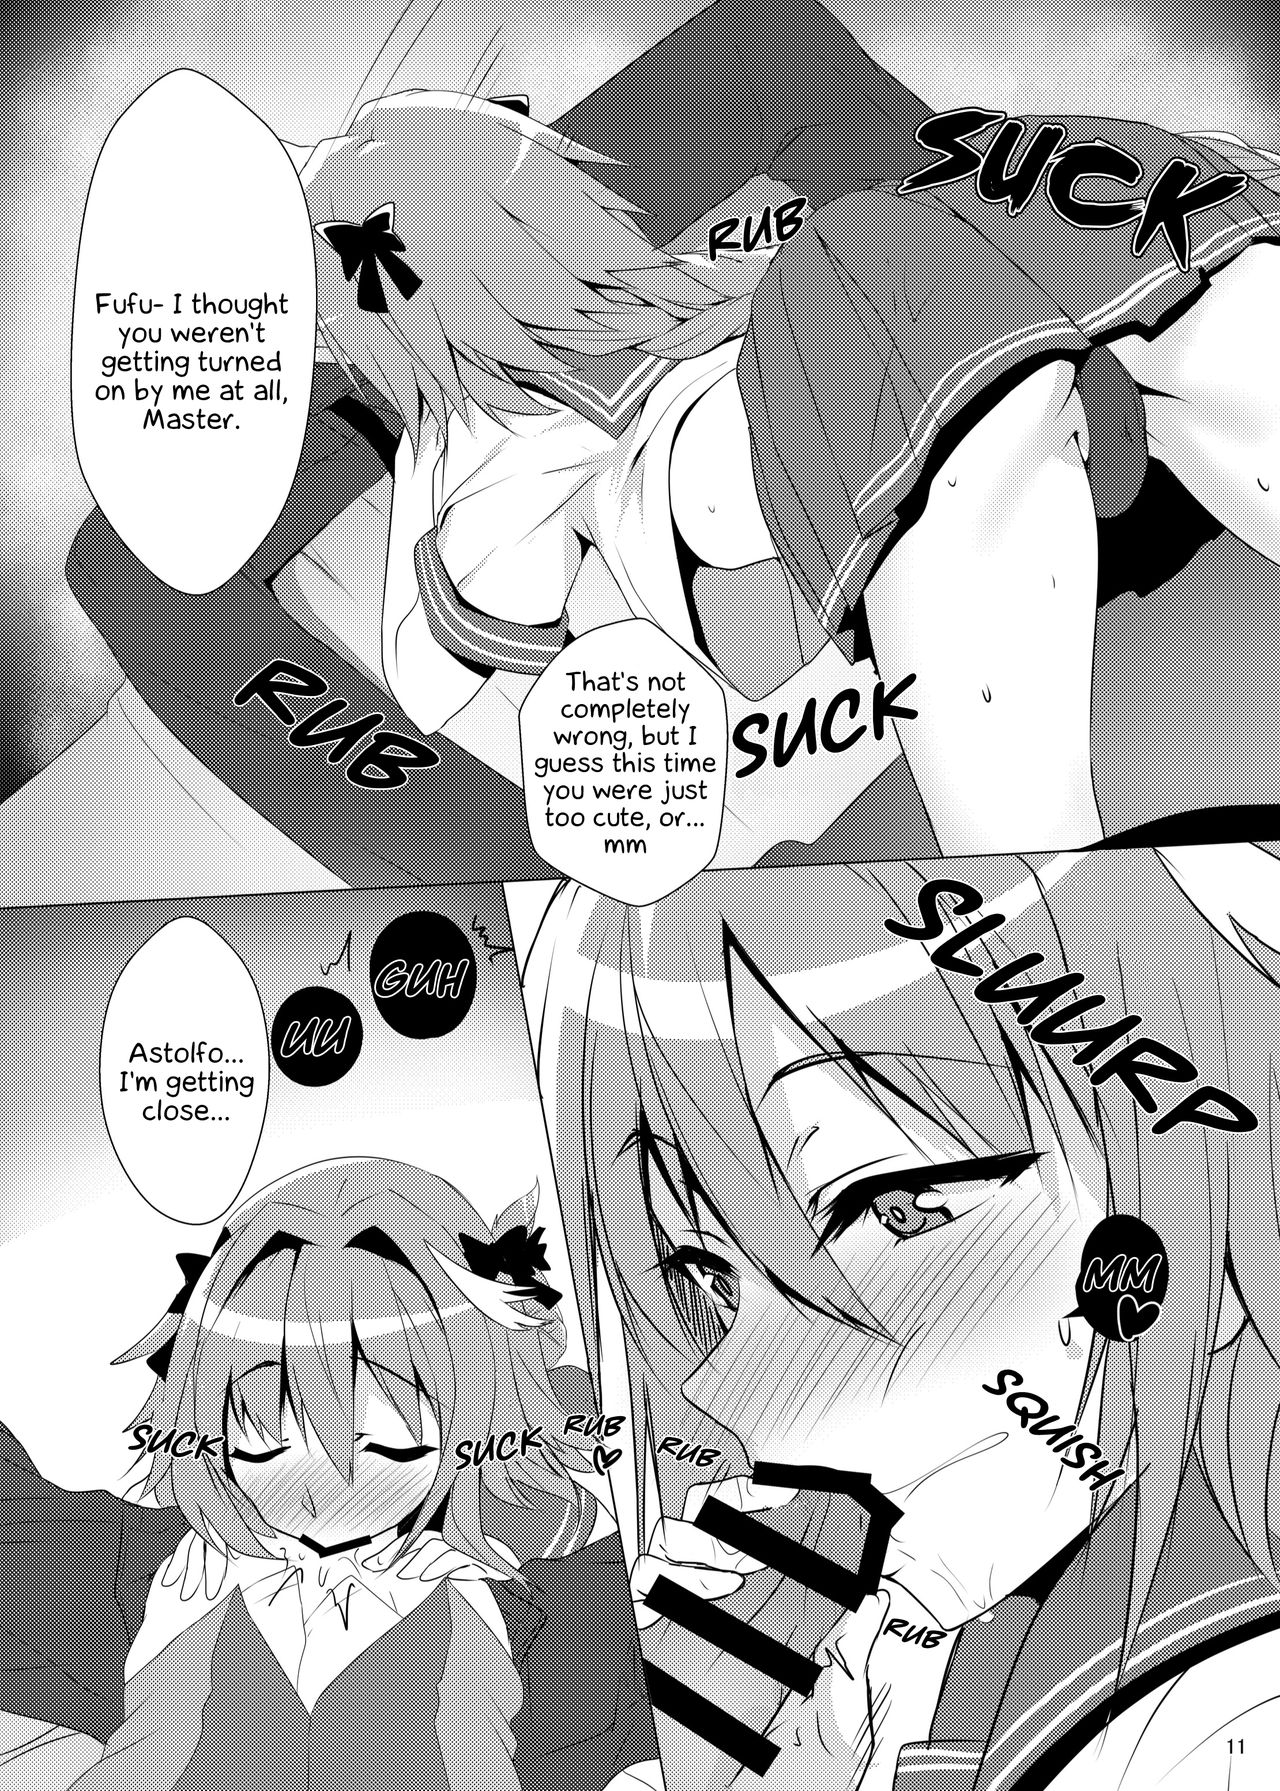 SUCK
RUB
Fufu- I thought
you weren't
getting turned
on by me at all,
Master.
RUB
That's not
completely
wrong, but I
guess this time
you were just
too cute, or...
mm
SUCK
SLUURP
GUH
UU
Astolfo...
I'm getting
close...
MM
SQUISH
SUCK
SUCK
RUB
RUB
RUB
11